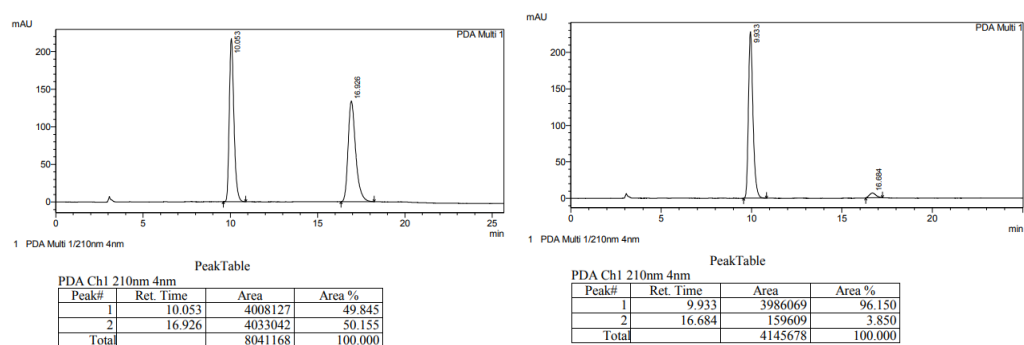 mAU
PDA Multi 1
10.053
16.926
200
150
100
50
0
0 5 10 15 20 25
min
1 PDA Multi 1/210nm 4nm
PeakTable
PDA Ch1 210nm 4nm
Peak# Ret. Time Area Area %
1 10.053 4008127 49.845
2 16.926 4033042 50.155
Total 8041168 100.000
mAU
PDA Multi 1
9.933
16.684
200
150
100
50
0
0 5 10 15 20
min
1 PDA Multi 1/210nm 4nm
PeakTable
PDA Ch1 210nm 4nm
Peak# Ret. Time Area Area %
1 9.933 3986069 96.150
2 16.684 159609 3.850
Total 4145678 100.000